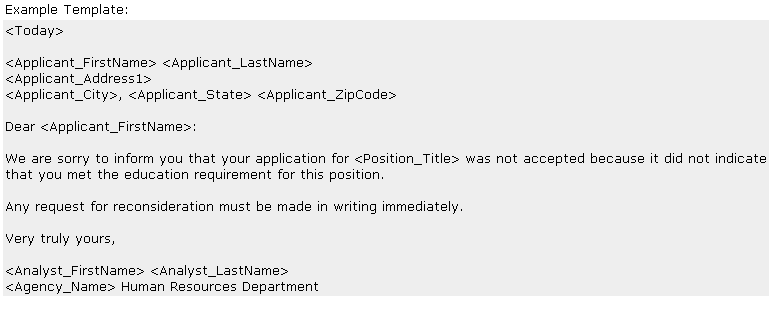 Example Template:
<Today>
<Applicant_FirstName> <Applicant_LastName>
<Applicant_Address1>
<Applicant_City>, <Applicant_State> <Applicant_ZipCode>
Dear <Applicant_FirstName>:
We are sorry to inform you that your application for <Position_Title> was not accepted because it did not indicate
that you met the education requirement for this position.
Any request for reconsideration must be made in writing immediately.
Very truly yours,
<Analyst_FirstName> <Analyst_LastName>
<Agency_Name> Human Resources Department